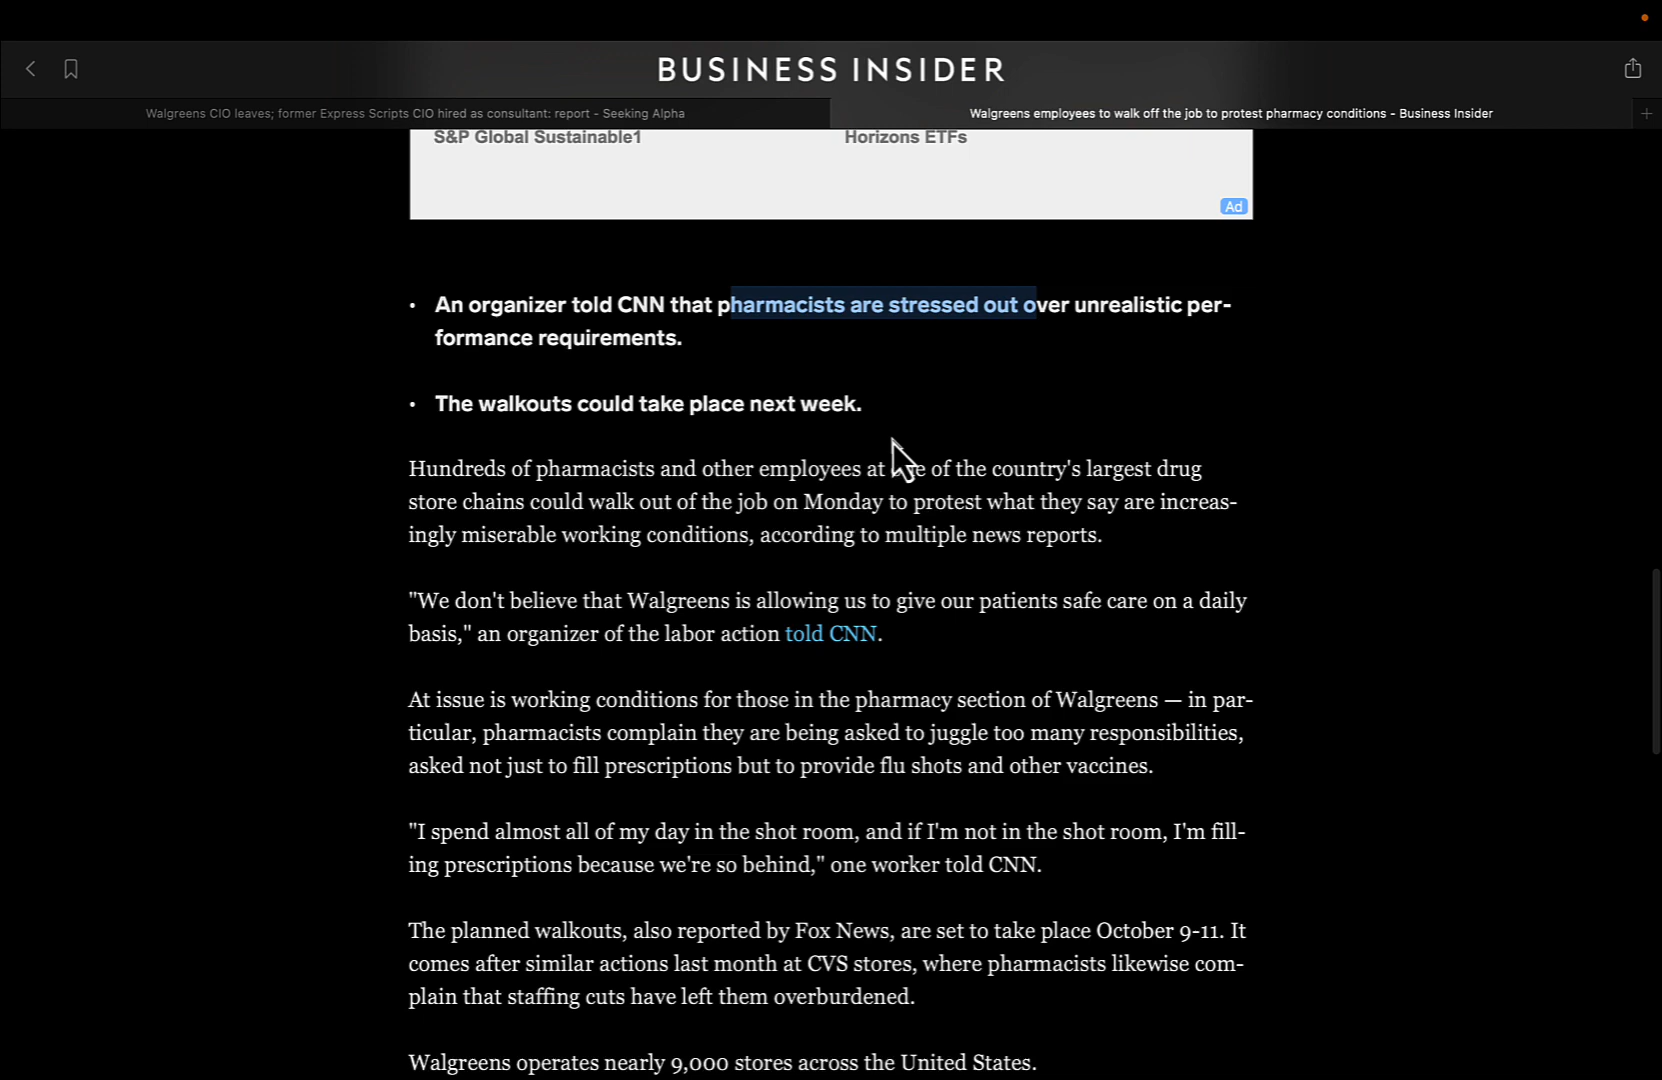 BUSINESS INSIDER
Walgreens CIO leaves; former Express Scripts CIO hired as consultant: report - Seeking Alpha
Walgreens employees to walk off the job to protest pharmacy conditions - Business Insider
S&P Global Sustainable1
Horizons ETFs
Ad
• An organizer told CNN that pharmacists are stressed out over unrealistic per-
formance requirements.
• The walkouts could take place next week.
Hundreds of pharmacists and other employees at of the country's largest drug
store chains could walk out of the job on Monday to protest what they say are increas-
ingly miserable working conditions, according to multiple news reports.
"We don't believe that Walgreens is allowing us to give our patients safe care on a daily
basis," an organizer of the labor action told CNN.
At issue is working conditions for those in the pharmacy section of Walgreens — in par-
ticular, pharmacists complain they are being asked to juggle too many responsibilities,
asked not just to fill prescriptions but to provide flu shots and other vaccines.
"I spend almost all of my day in the shot room, and if I'm not in the shot room, I'm fill-
ing prescriptions because we're so behind," one worker told CNN.
The planned walkouts, also reported by Fox News, are set to take place October 9-11. It
comes after similar actions last month at CVS stores, where pharmacists likewise com-
plain that staffing cuts have left them overburdened.
Walgreens operates nearly 9,000 stores across the United States.